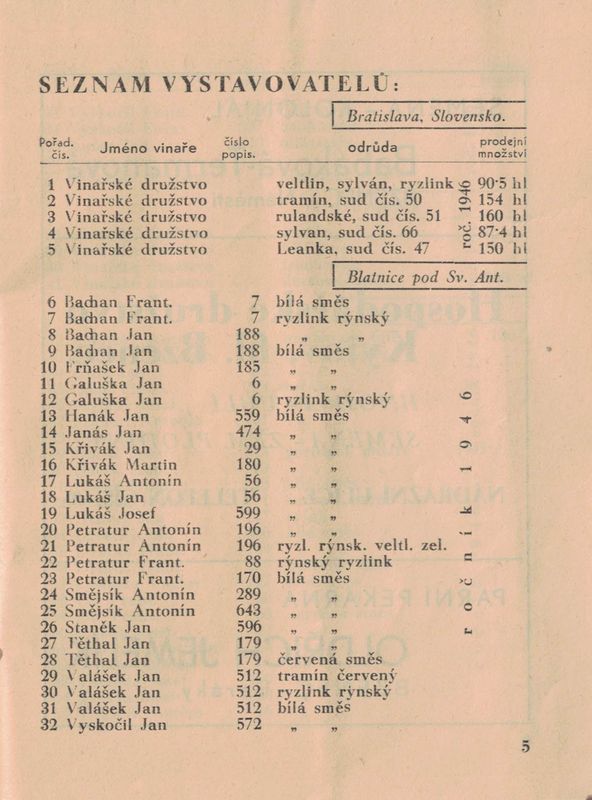 SEZNAM VYSTAVOVATELŮ:
Bratislava, Slovensko.
Pořad. čís. Jméno vinaře číslo popis. odrůda prodejní množství
1 Vinařské družstvo veltlin, sylván, ryzlink 90·5 hl
2 Vinařské družstvo tramín, sud čís. 50 154 hl
3 Vinařské družstvo rulandské, sud čís. 51 160 hl
4 Vinařské družstvo sylvan, sud čís. 66 87·4 hl
5 Vinařské družstvo Leanka, sud čís. 47 150 hl
roč. 1946
Blatnice pod Sv. Ant.
6 Bachan Frant. 7 bílá směs
7 Bachan Frant. 7 ryzlink rýnský
8 Bachan Jan 188 „ „
9 Bachan Jan 188 bílá směs
10 Frňašek Jan 185 „ „
11 Galuška Jan 6 „ „
12 Galuška Jan 6 ryzlink rýnský
13 Hanák Jan 559 bílá směs
14 Janás Jan 474 „ „
15 Křivák Jan 29 „ „
16 Křivák Martin 180 „ „
17 Lukáš Antonín 56 „ „
18 Lukáš Jan 56 „ „
19 Lukáš Josef 599 „ „
20 Petratur Antonín 196 „ „
21 Petratur Antonín 196 ryzl. rýnsk. veltl. zel.
22 Petratur Frant. 88 rýnský ryzlink
23 Petratur Frant. 170 bílá směs
24 Smějsík Antonín 289 „ „
25 Smějsík Antonín 643 „ „
26 Staněk Jan 596 „ „
27 Těthal Jan 179 „ „
28 Těthal Jan 179 červená směs
29 Valášek Jan 512 tramín červený
30 Valášek Jan 512 ryzlink rýnský
31 Valášek Jan 512 bílá směs
32 Vyskočil Jan 572 „ „
ročník 1946
5